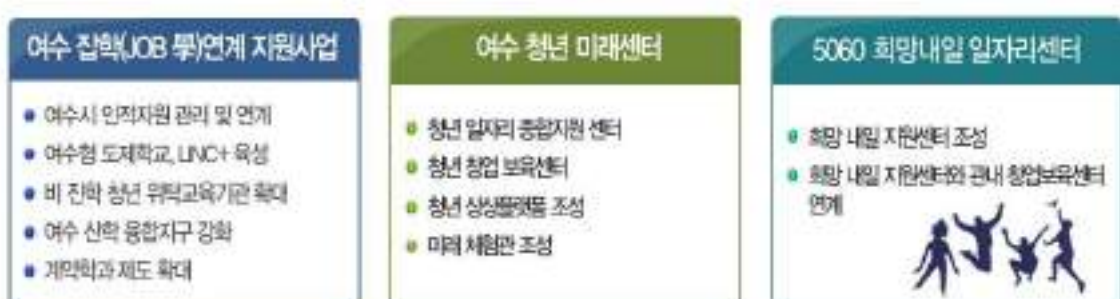 여수 잡학(JOB 學)연계 지원사업
여수시 인적자원 관리 및 연계
여수형 도제학교, LINC+ 육성
비 진학 청년 위탁교육기관 확대
여수 산학 융합지구 강화
계약학과 제도 확대
여수 청년 미래센터
청년 일자리 종합지원 센터
청년 창업 보육센터
청년 상상플랫폼 조성
미래 체험관 조성
5060 희망내일 일자리센터
희망 내일 지원센터 조성
희망 내일 지원센터와 관내 창업보육센터
연계